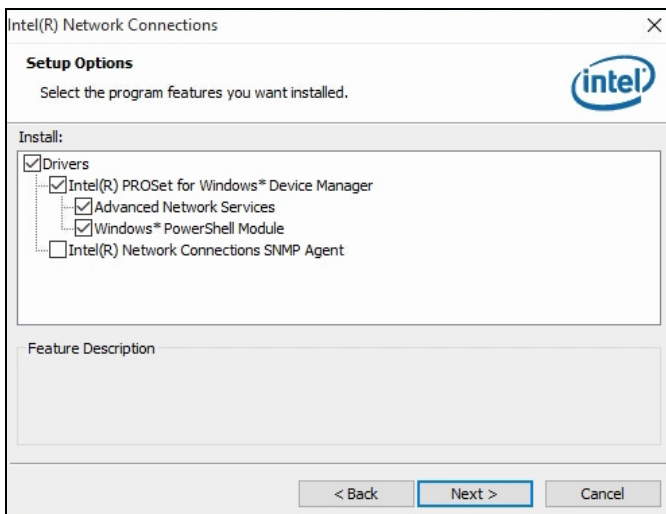 Intel(R) Network Connections
Setup Options
Select the program features you want installed.
intel
Install:
Drivers
Intel(R) PROSet for Windows* Device Manager
Advanced Network Services
Windows* PowerShell Module
Intel(R) Network Connections SNMP Agent
Feature Description
< Back Next > Cancel